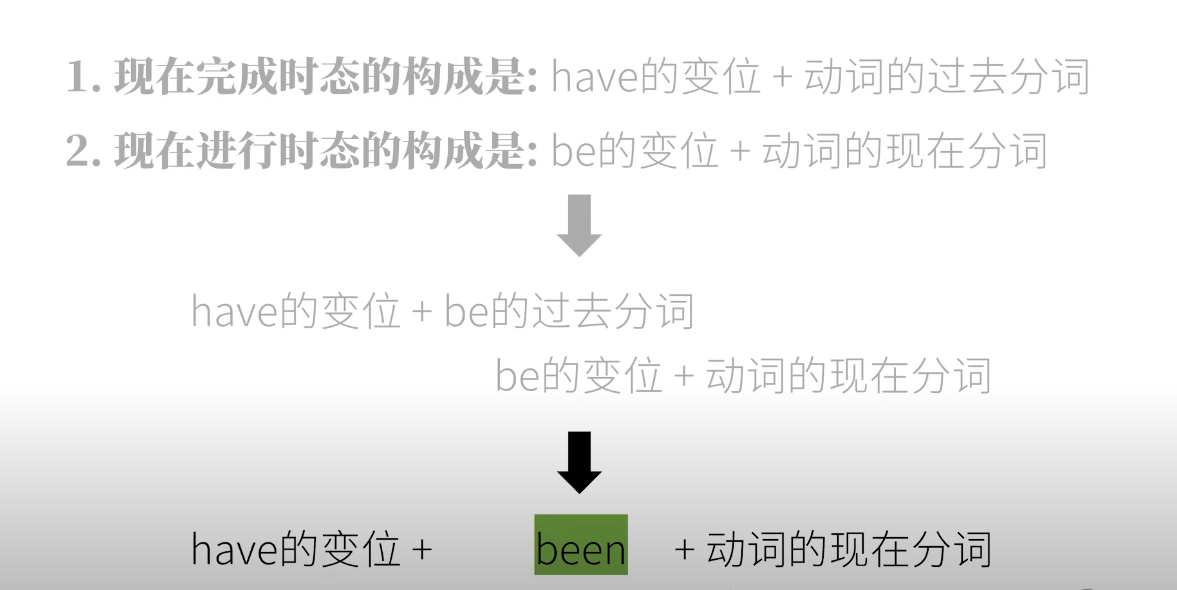 1. 现在完成时态的构成是: have的变位 + 动词的过去分词
2. 现在进行时态的构成是: be的变位 + 动词的现在分词
have的变位 + be的过去分词
be的变位 + 动词的现在分词
have的变位 + been + 动词的现在分词